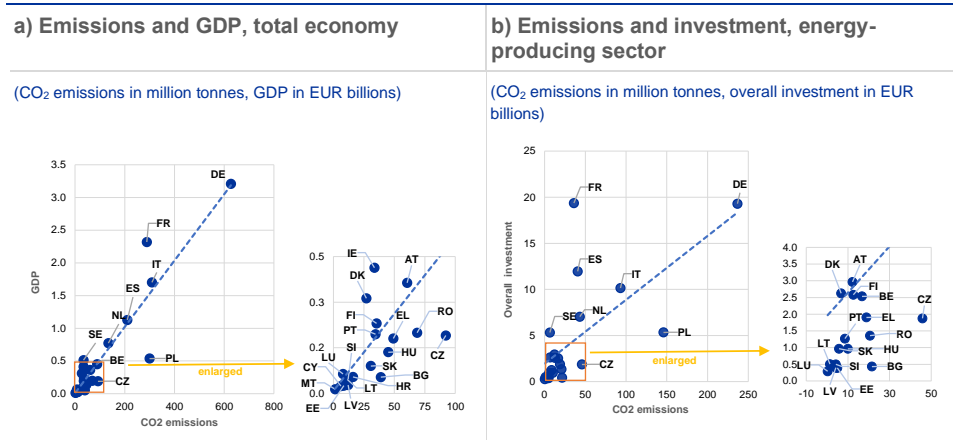 a) Emissions and GDP, total economy
(CO₂ emissions in million tonnes, GDP in EUR billions)
3.5
3.0
2.5
2.0
1.5
1.0
0.5
0.0
GDP
0
200
400
600
800
CO2 emissions
DE
FR
IT
ES
NL
SE
BE
PL
CZ
enlarged
0.5
0.3
0.2
0.0
0
25
50
75
100
IE
AT
DK
FI
PT
EL
RO
SI
HU
CZ
LU
CY
MT
SK
BG
HR
LT
LV
EE
b) Emissions and investment, energy-
producing sector
(CO₂ emissions in million tonnes, overall investment in EUR
billions)
25
20
15
10
5
0
Overall investment
0
50
100
150
200
250
CO2 emissions
FR
DE
ES
IT
NL
SE
PL
CZ
enlarged
4.0
3.5
3.0
2.5
2.0
1.5
1.0
0.5
0.0
-10
10
30
50
DK
AT
FI
BE
CZ
PT
EL
RO
LT
SK
HU
LU
SI
BG
LV
EE